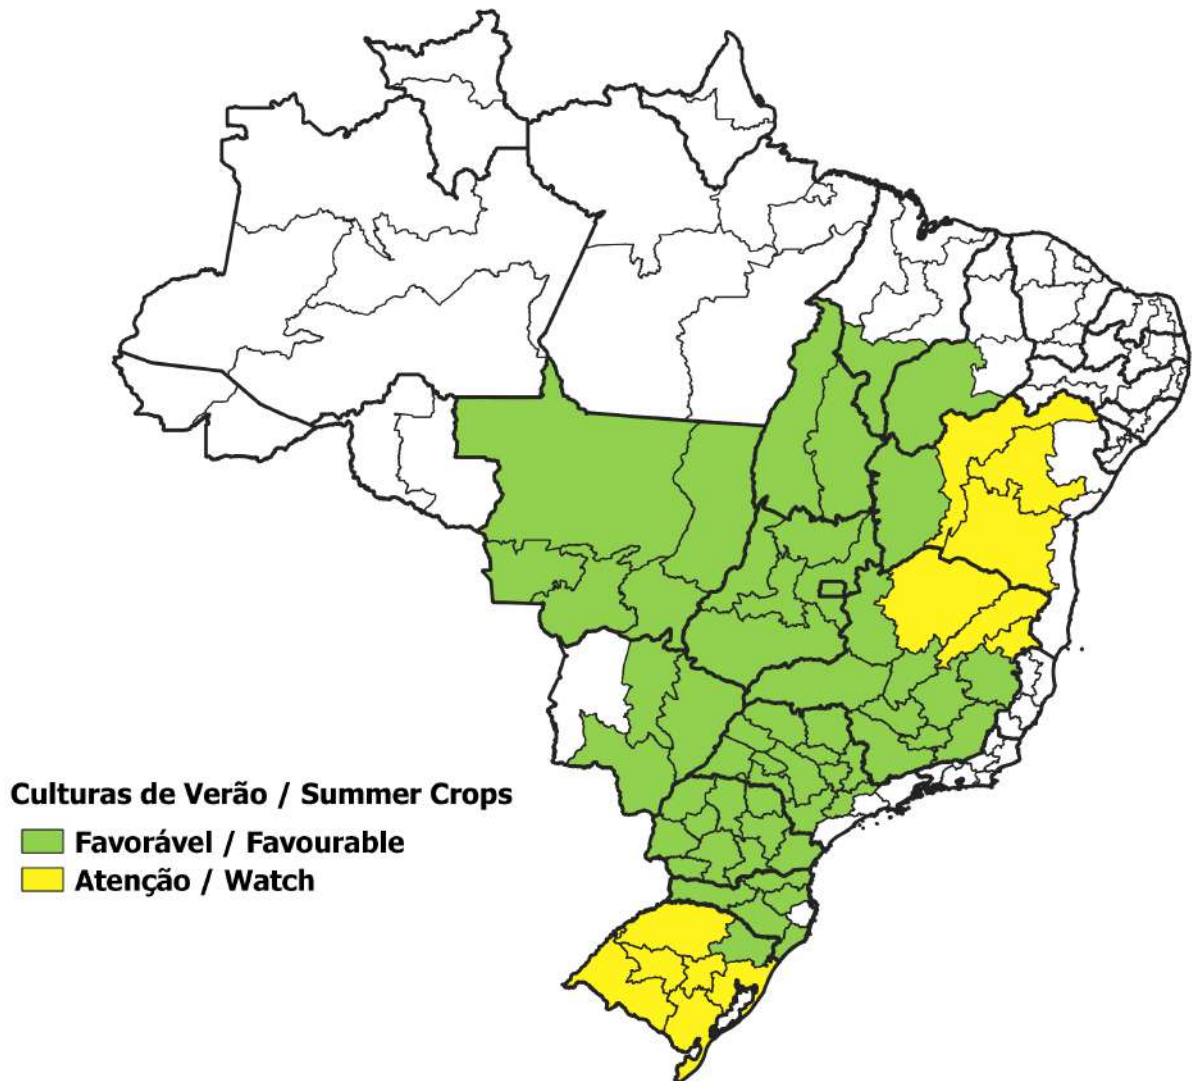 Culturas de Verão / Summer Crops
Favorável / Favourable
Atenção / Watch